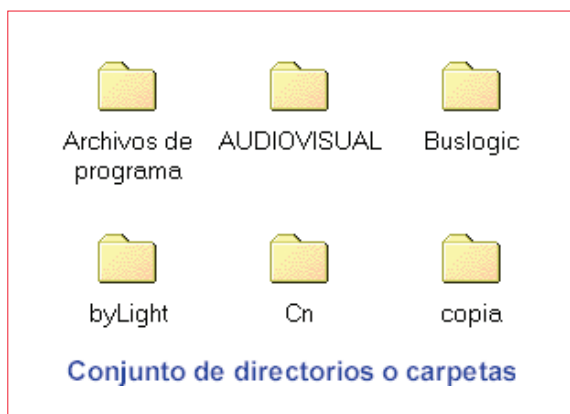 Archivos de
programa
AUDIOVISUAL
Buslogic
byLight
Cn
copia
Conjunto de directorios o carpetas